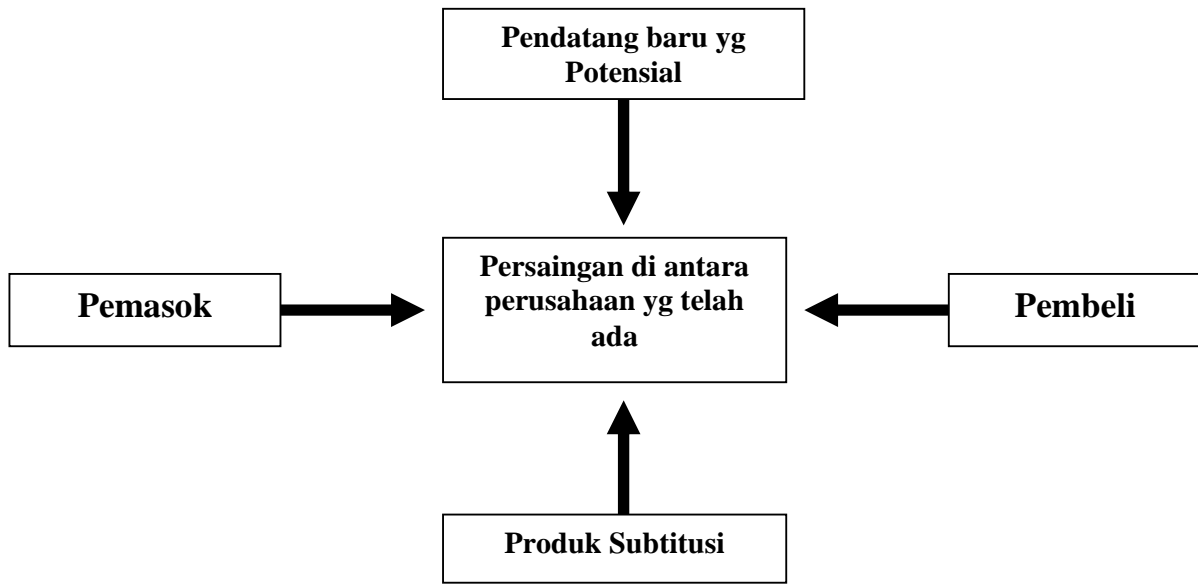 Pendatang baru yg
Potensial
Persaingan di antara
perusahaan yg telah
ada
Pemasok
Pembeli
Produk Subtitusi